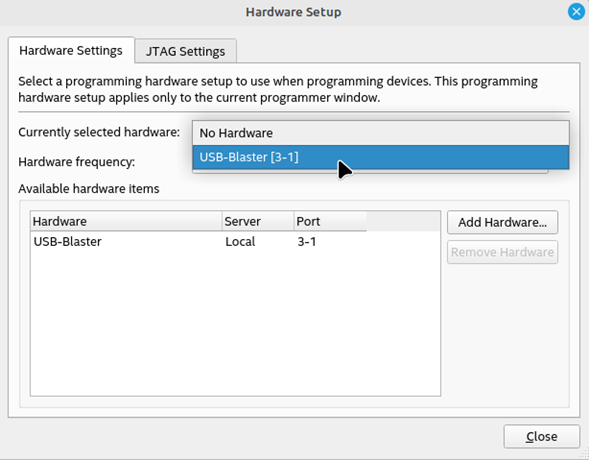 Hardware Setup
Hardware Settings
JTAG Settings
Select a programming hardware setup to use when programming devices. This programming
hardware setup applies only to the current programmer window.
Currently selected hardware:
No Hardware
USB-Blaster [3-1]
Hardware frequency:
Available hardware items
Hardware Server Port
USB-Blaster Local 3-1
Add Hardware...
Remove Hardware
Close